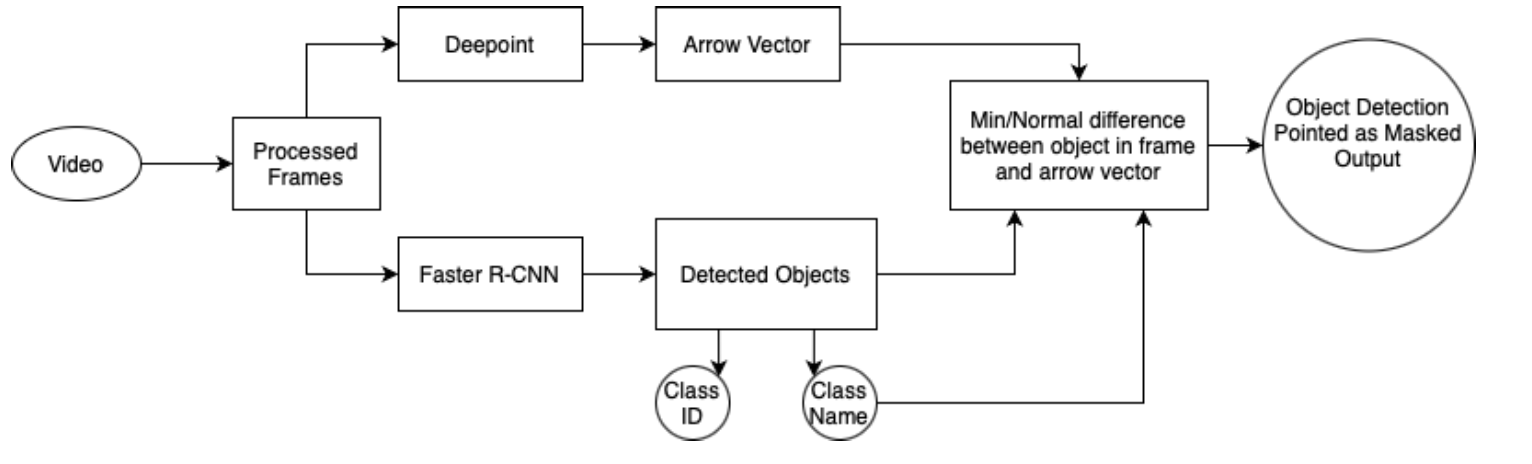 Video
Processed
Frames
Deepoint
Arrow Vector
Faster R-CNN
Detected Objects
Class
ID
Class
Name
Min/Normal difference
between object in frame
and arrow vector
Object Detection
Pointed as Masked
Output